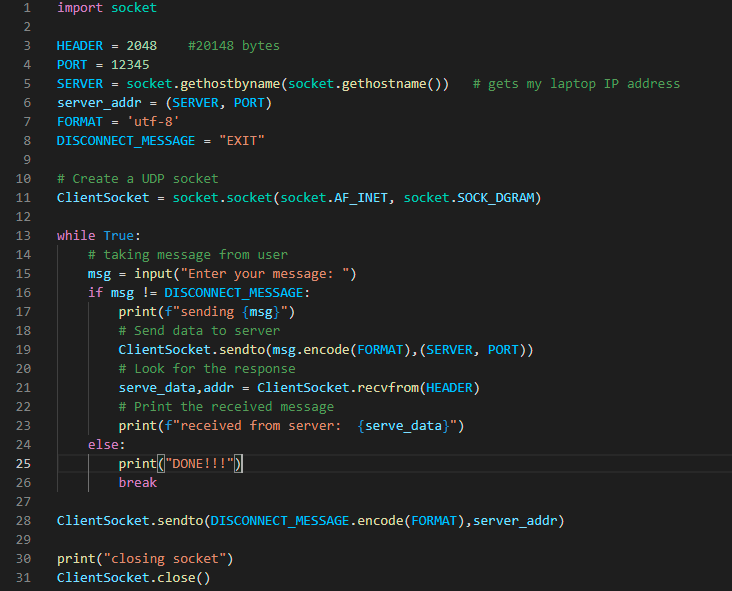 1 import socket
2
3 HEADER = 2048    #20148 bytes
4 PORT = 12345
5 SERVER = socket.gethostbyname(socket.gethostname())   # gets my laptop IP address
6 server_addr = (SERVER, PORT)
7 FORMAT = 'utf-8'
8 DISCONNECT_MESSAGE = "EXIT"
9
10 # Create a UDP socket
11 ClientSocket = socket.socket(socket.AF_INET, socket.SOCK_DGRAM)
12
13 while True:
14     # taking message from user
15     msg = input("Enter your message: ")
16     if msg != DISCONNECT_MESSAGE:
17         print(f"sending {msg}")
18         # Send data to server
19         ClientSocket.sendto(msg.encode(FORMAT),(SERVER, PORT))
20         # Look for the response
21         serve_data,addr = ClientSocket.recvfrom(HEADER)
22         # Print the received message
23         print(f"received from server:  {serve_data}")
24     else:
25         print("DONE!!!")
26         break
27
28 ClientSocket.sendto(DISCONNECT_MESSAGE.encode(FORMAT),server_addr)
29
30 print("closing socket")
31 ClientSocket.close()